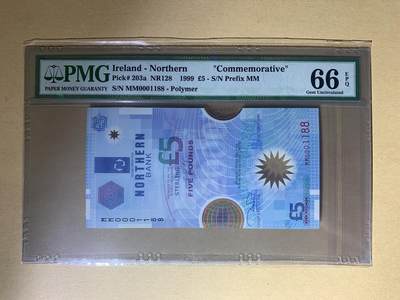 PMG
PAPER MONEY GUARANTY
Ireland - Northern "Commemorative"
Pick# 203a NR128 1999 £5 - S/N Prefix MM
S/N MM0001188 - Polymer
66 EPQ
Gem Uncirculated
NORTHERN
BANK
STERLING
£5
FIVE POUNDS
MM0001188
MM0001188
£5